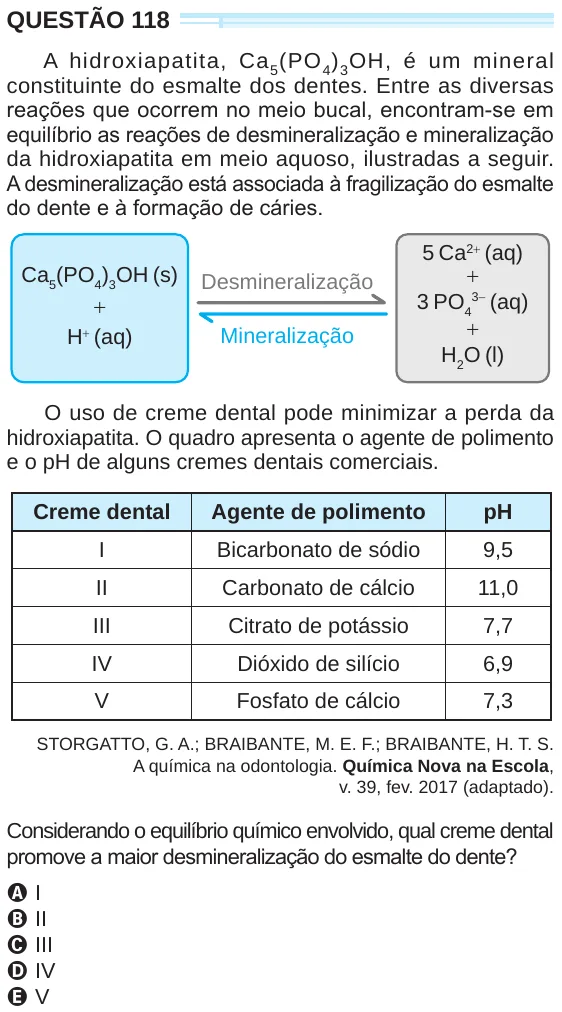 QUESTÃO 118
A hidroxiapatita, Ca5(PO4)3OH, é um mineral
constituinte do esmalte dos dentes. Entre as diversas
reações que ocorrem no meio bucal, encontram-se em
equilíbrio as reações de desmineralização e mineralização
da hidroxiapatita em meio aquoso, ilustradas a seguir.
A desmineralização está associada à fragilização do esmalte
do dente e à formação de cáries.
Ca5(PO4)3OH (s)
+
H+ (aq)
Desmineralização
Mineralização
5 Ca2+ (aq)
+
3 PO43– (aq)
+
H2O (l)
O uso de creme dental pode minimizar a perda da
hidroxiapatita. O quadro apresenta o agente de polimento
e o pH de alguns cremes dentais comerciais.
Creme dental Agente de polimento pH
I Bicarbonato de sódio 9,5
II Carbonato de cálcio 11,0
III Citrato de potássio 7,7
IV Dióxido de silício 6,9
V Fosfato de cálcio 7,3
STORGATTO, G. A.; BRAIBANTE, M. E. F.; BRAIBANTE, H. T. S.
A química na odontologia. Química Nova na Escola,
v. 39, fev. 2017 (adaptado).
Considerando o equilíbrio químico envolvido, qual creme dental
promove a maior desmineralização do esmalte do dente?
A I
B II
C III
D IV
E V